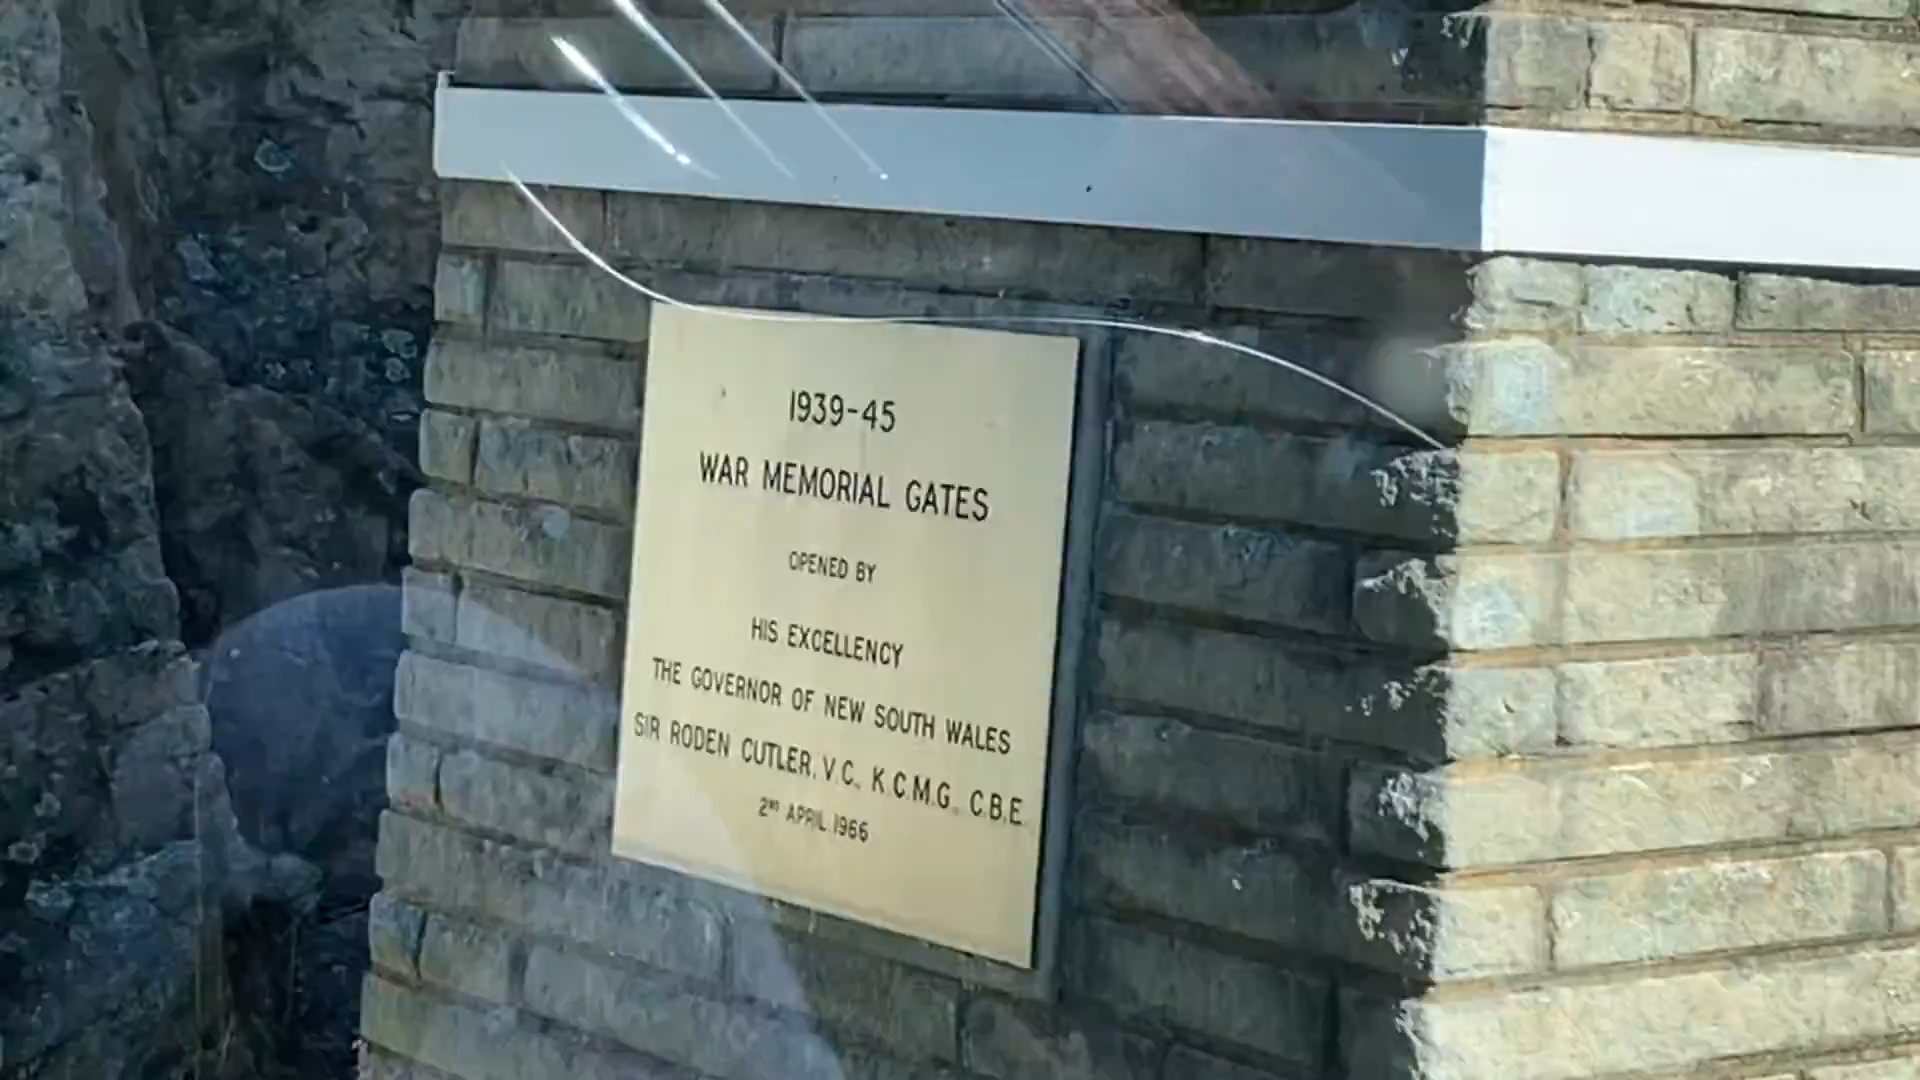 1939-45
WAR MEMORIAL GATES
OPENED BY
HIS EXCELLENCY
THE GOVERNOR OF NEW SOUTH WALES
SIR RODEN CUTLER, V.C., K.C.M.G., C.B.E.
2ND APRIL 1966